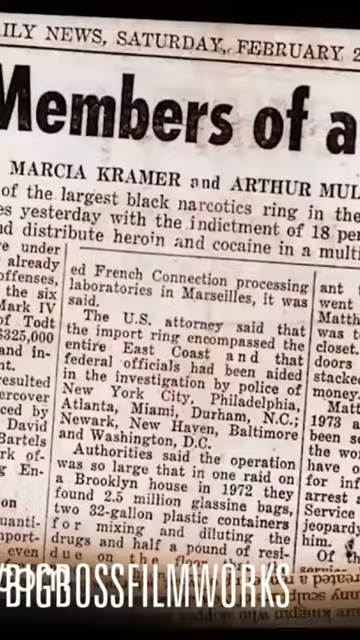 ILY NEWS, SATURDAY, FEBRUARY 2
Members of a
MARCIA KRAMER and ARTHUR MUL
of the largest black narcotics ring in the
es yesterday with the indictment of 18 per
nd distribute heroin and cocaine in a multi
re under
already
offenses,
the six
Mark IV
of Todt
$325,000
and in-
nt.
resulted
ercover
ced by
David
Bartels
rk of-
g En-
on
uanti-
mport-
even
ed French Connection processing
laboratories in Marseilles, it was
said.
The U.S. attorney said that
the import ring encompassed the
entire East Coast and that
federal officials had been aided
in the investigation by police of
New York City, Philadelphia,
Atlanta, Miami, Durham, N.C.;
Newark, New Haven, Baltimore
and Washington, D.C.
Authorities said the operation
was so large that in one raid on
a Brooklyn house in 1972 they
found 2.5 million glassine bags,
two 32-gallon plastic containers
for mixing and diluting the
drugs and half a pound of resi-
due on the floor
ant
went
Matth
was t
closet.
doors
stacke
money.
Matt
1973 a
been s
the wo
have o
for inf
arrest
Service
jeopardy
him.
Of th
BIGBOSSFILMWORKS